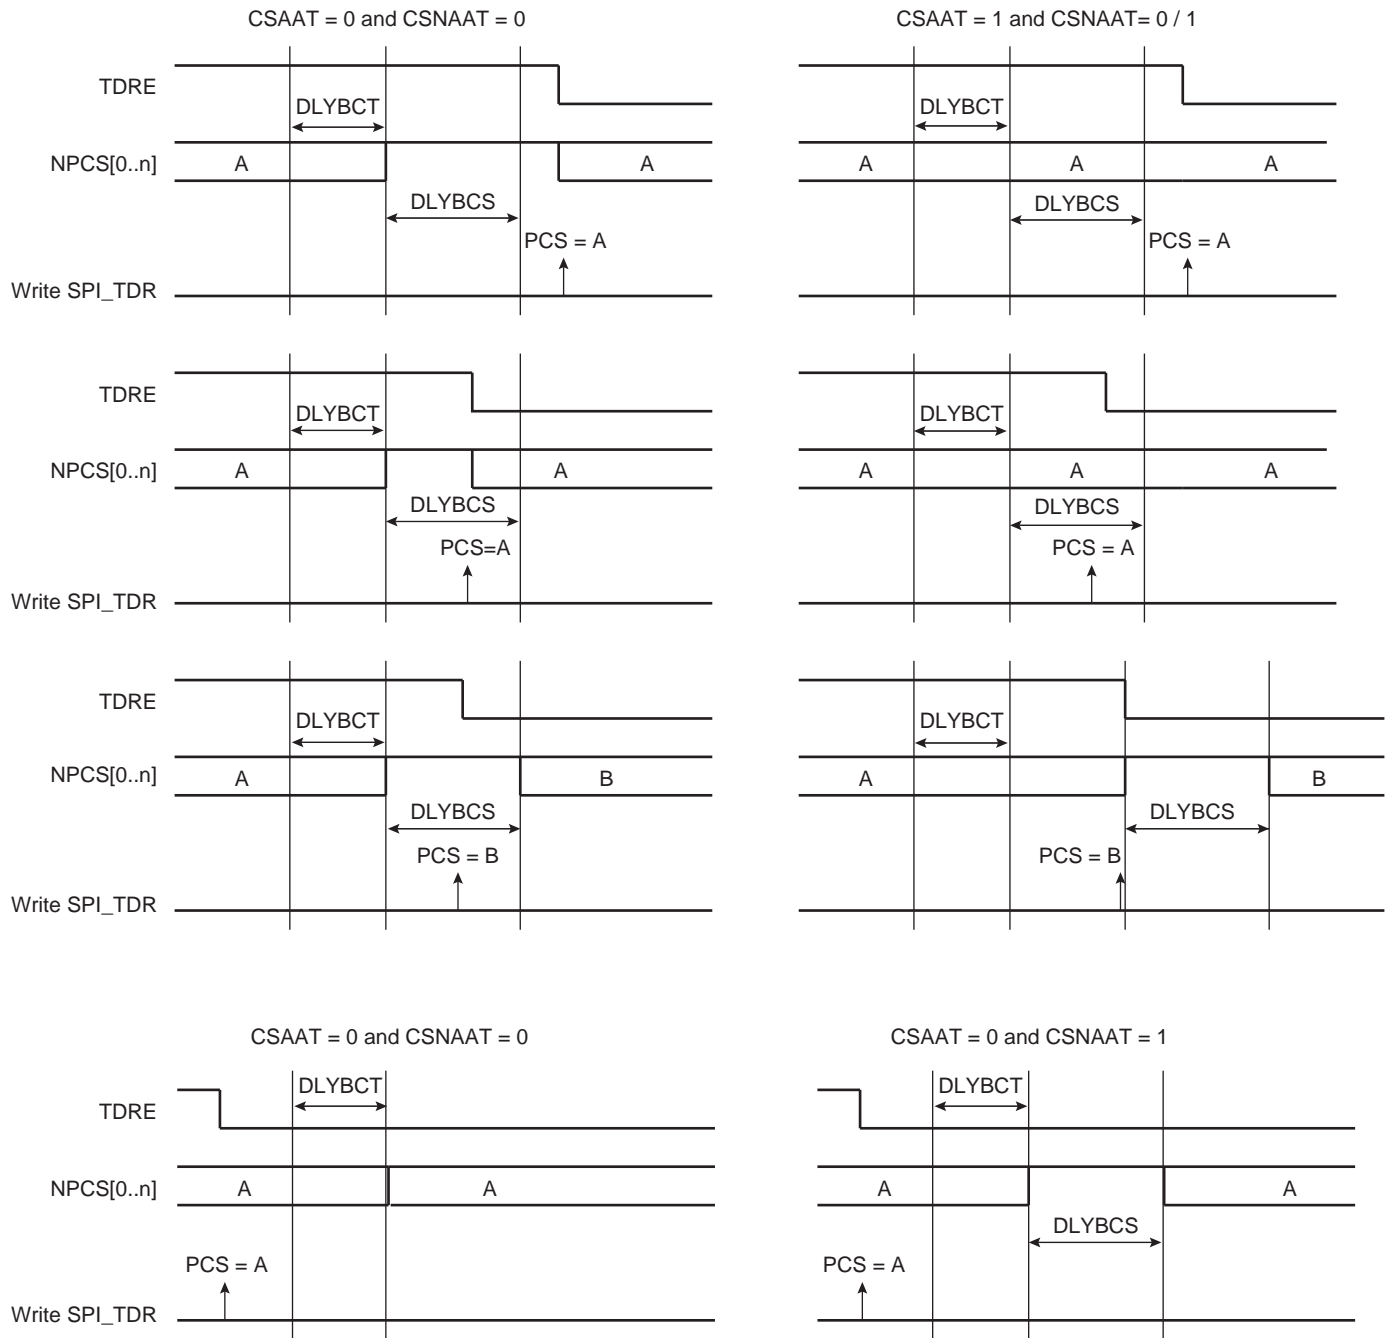 CSAAT = 0 and CSNAAT = 0
CSAAT = 1 and CSNAAT= 0 / 1
TDRE
DLYBCT
DLYBCT
NPCS[0..n]
A
A
A
A
A
DLYBCS
DLYBCS
PCS = A
PCS = A
Write SPI_TDR
TDRE
DLYBCT
DLYBCT
NPCS[0..n]
A
A
A
A
A
DLYBCS
DLYBCS
PCS=A
PCS = A
Write SPI_TDR
TDRE
DLYBCT
DLYBCT
NPCS[0..n]
A
B
A
B
DLYBCS
DLYBCS
PCS = B
PCS = B
Write SPI_TDR
CSAAT = 0 and CSNAAT = 0
CSAAT = 0 and CSNAAT = 1
TDRE
DLYBCT
DLYBCT
NPCS[0..n]
A
A
A
A
DLYBCS
PCS = A
PCS = A
Write SPI_TDR